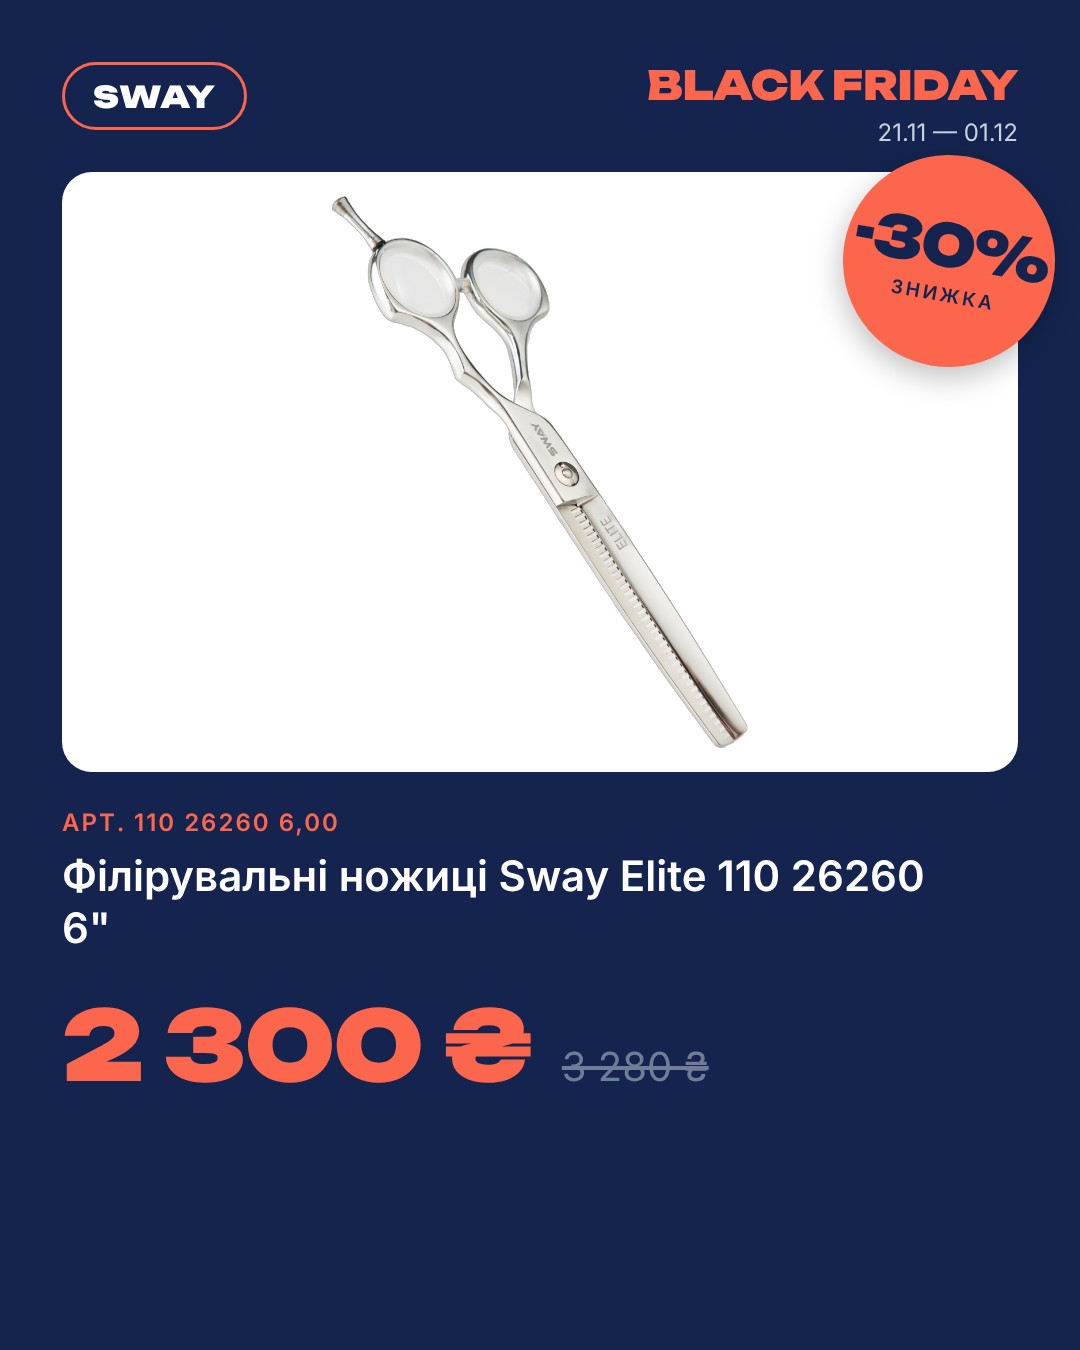 SWAY
BLACK FRIDAY
21.11 — 01.12
-30%
ЗНИЖКА
SWAY
ELITE
АРТ. 110 26260 6,00
Філірувальні ножиці Sway Elite 110 26260
6"
2 300 ₴
3 280 ₴